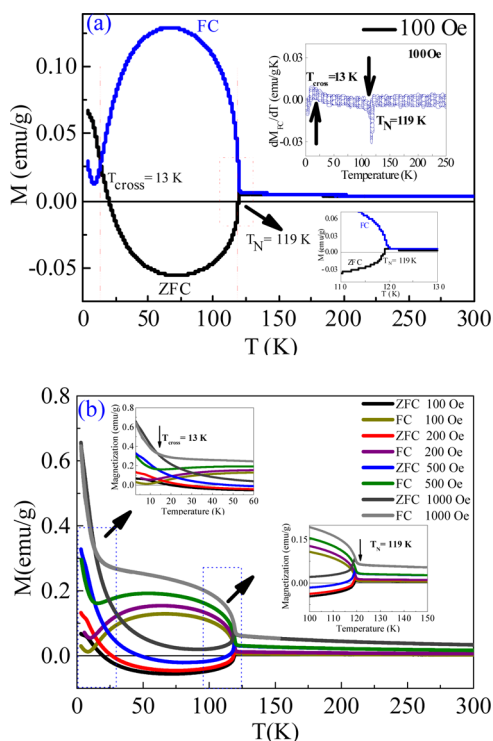 (a)
FC
100 Oe
M (emu/g)
0.10
0.05
0.00
-0.05
T_cross = 13 K
T_N = 119 K
ZFC
0 50 100 150 200 250 300
T (K)
100 Oe
dM_FC/dT (emu/gK)
0.03
0.00
-0.03
T_cross = 13 K
T_N = 119 K
0 50 100 150 200 250
Temperature (K)
M (emu/g)
0.06
0.03
0.00
-0.03
FC
ZFC
T_N = 119 K
110 120 130
T (K)
(b)
M(emu/g)
0.8
0.6
0.4
0.2
0.0
0 50 100 150 200 250 300
T(K)
ZFC 100 Oe
FC 100 Oe
ZFC 200 Oe
FC 200 Oe
ZFC 500 Oe
FC 500 Oe
ZFC 1000 Oe
FC 1000 Oe
Magnetization (emu/g)
0.8
0.6
0.4
0.2
0.0
T_cross = 13 K
10 20 30 40 50 60
Temperature (K)
Magnetization (emu/g)
0.20
0.10
0.00
T_N = 119 K
100 110 120 130 140 150
Temperature (K)